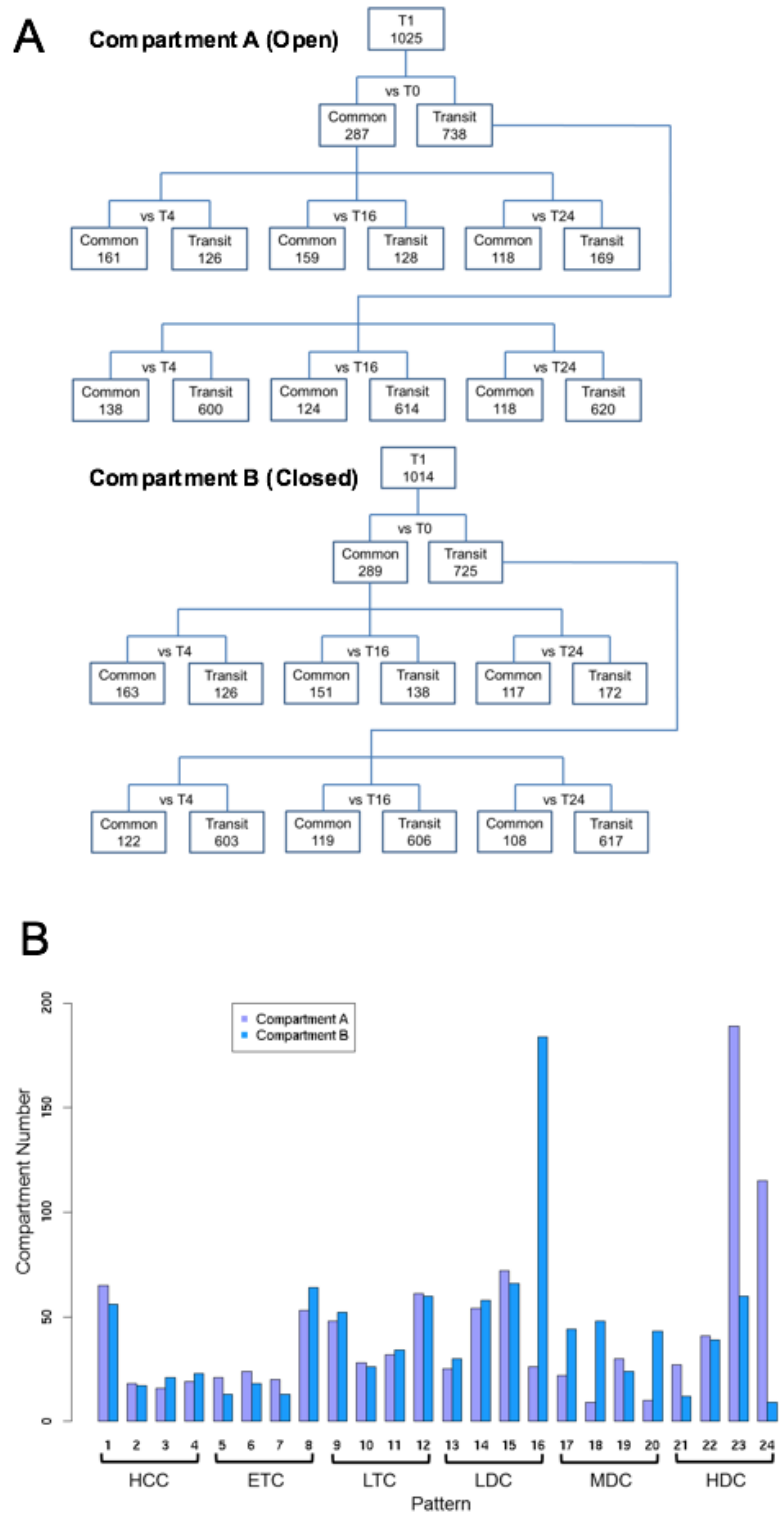 A
Compartment A (Open)
T1
1025
vs T0
Common
287
Transit
738
vs T4
vs T16
vs T24
Common
161
Transit
126
Common
159
Transit
128
Common
118
Transit
169
vs T4
vs T16
vs T24
Common
138
Transit
600
Common
124
Transit
614
Common
118
Transit
620
Compartment B (Closed)
T1
1014
vs T0
Common
289
Transit
725
vs T4
vs T16
vs T24
Common
163
Transit
126
Common
151
Transit
138
Common
117
Transit
172
vs T4
vs T16
vs T24
Common
122
Transit
603
Common
119
Transit
606
Common
108
Transit
617
B
Compartment A
Compartment B
Compartment Number
200
150
100
50
0
1 2 3 4 5 6 7 8 9 10 11 12 13 14 15 16 17 18 19 20 21 22 23 24
HCC ETC LTC LDC MDC HDC
Pattern